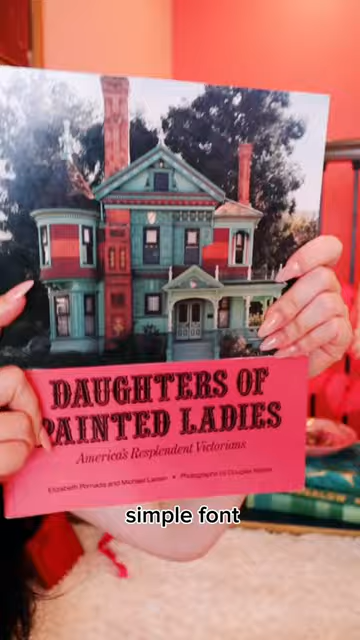 DAUGHTERS OF
PAINTED LADIES
America's Resplendent Victorians
Elizabeth Pomada and Michael Larsen • Photographs by Douglas Keister
simple font